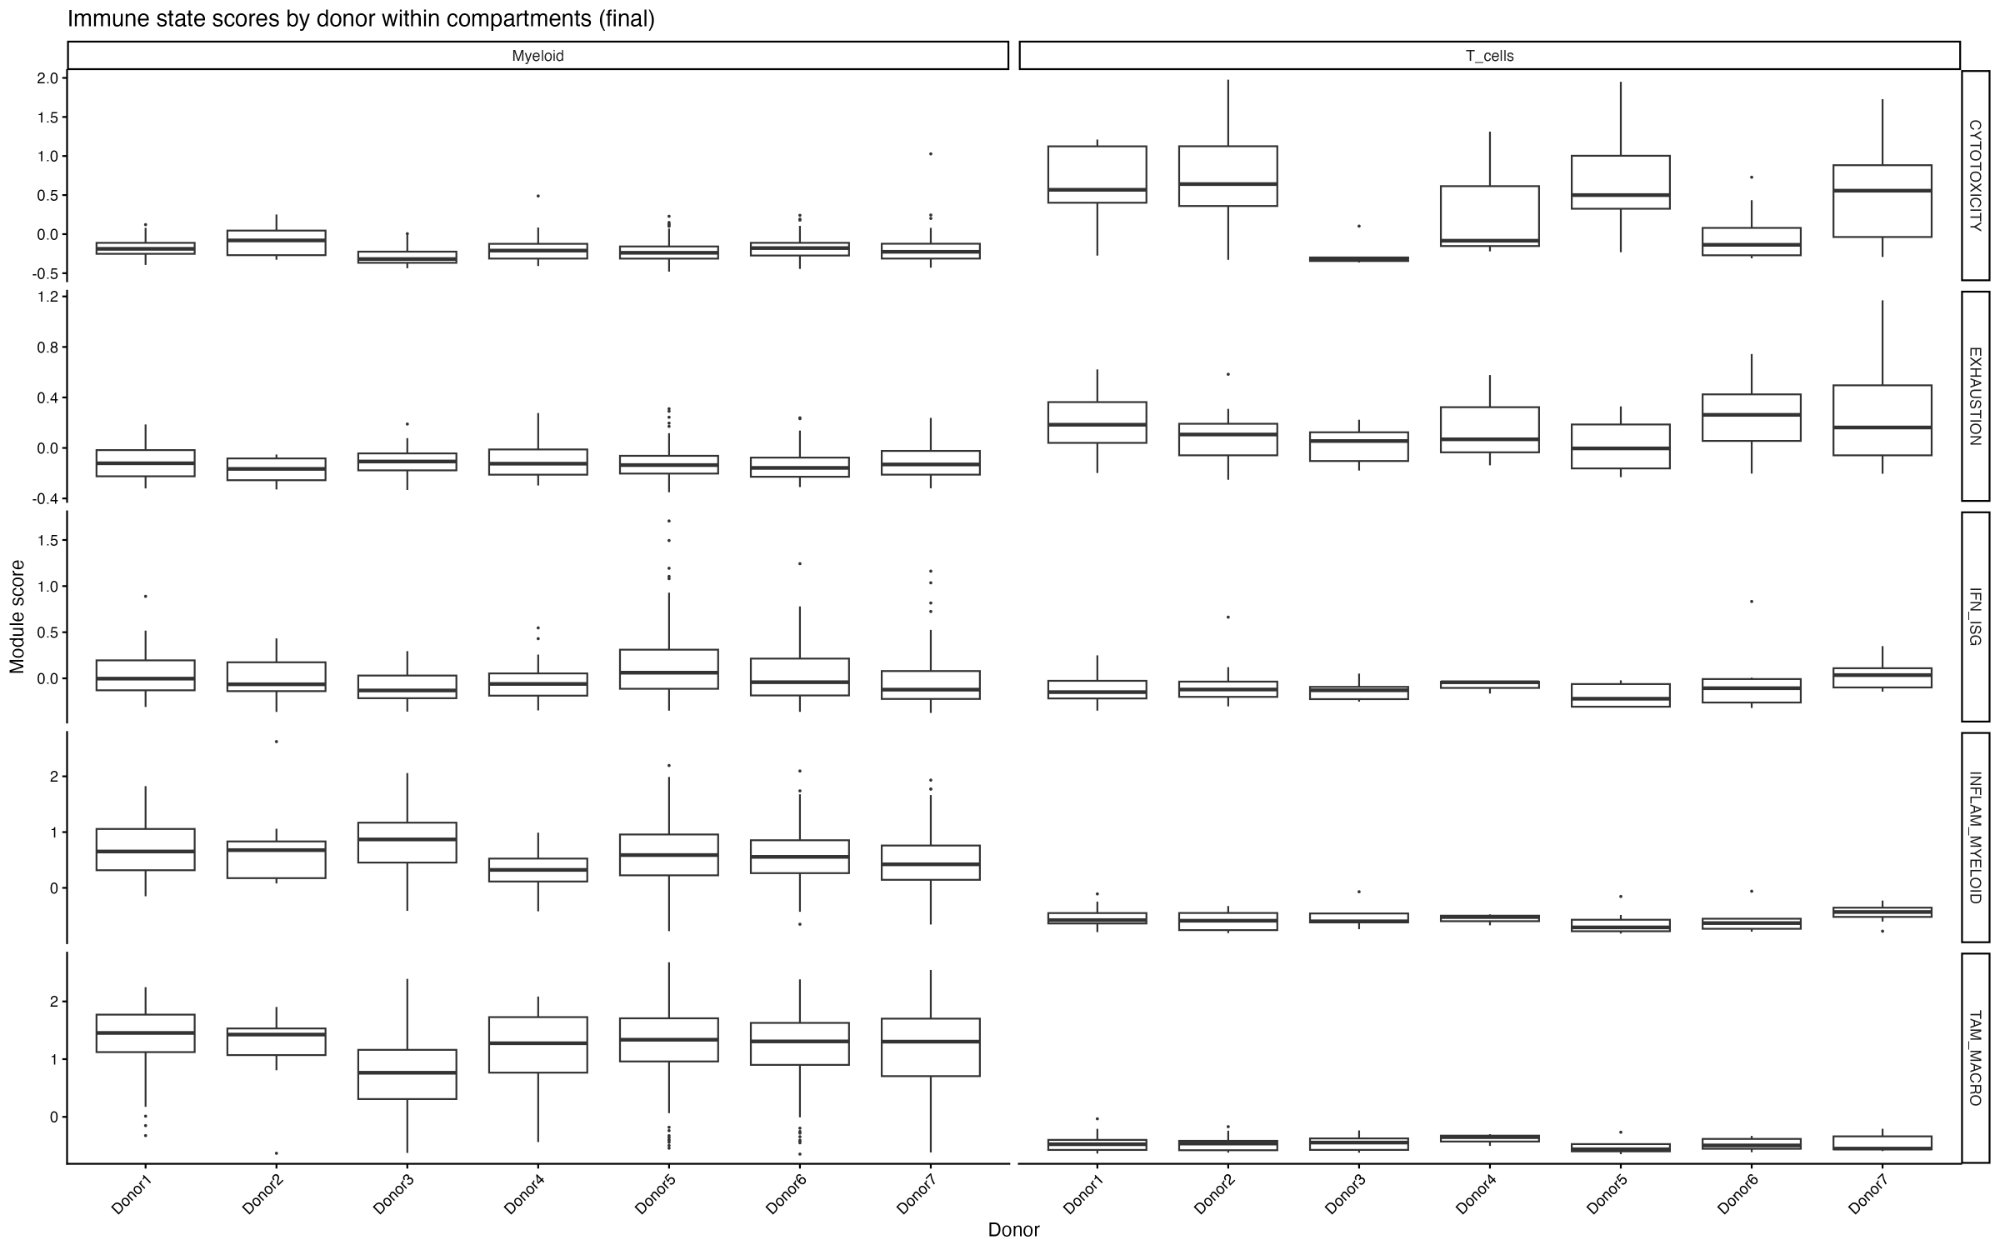 Immune state scores by donor within compartments (final)
Myeloid
T_cells
2.0
1.5
1.0
0.5
0.0
-0.5
CYTOTOXICITY
1.2
0.8
0.4
0.0
-0.4
EXHAUSTION
1.5
1.0
0.5
0.0
IFN_ISG
2
1
0
INFLAM_MYELOID
2
1
0
TAM_MACRO
Module score
Donor1
Donor2
Donor3
Donor4
Donor5
Donor6
Donor7
Donor1
Donor2
Donor3
Donor4
Donor5
Donor6
Donor7
Donor